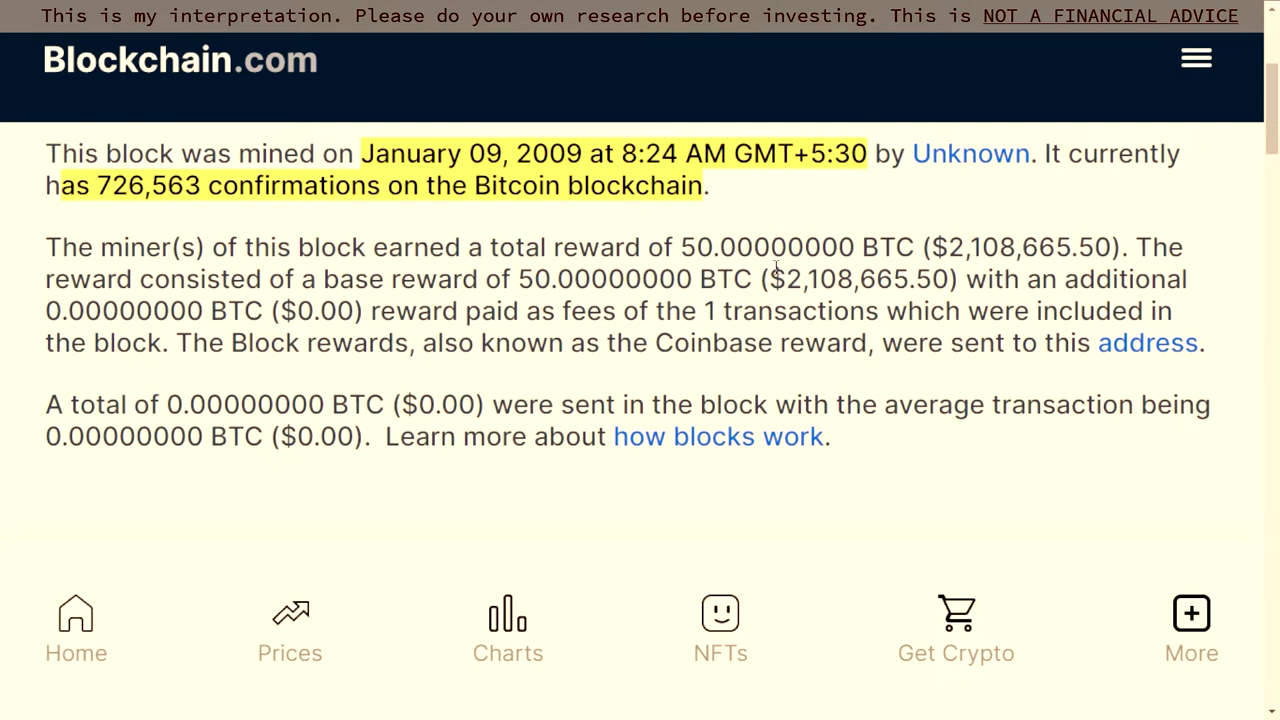 This is my interpretation. Please do your own research before investing. This is NOT A FINANCIAL ADVICE
Blockchain.com
This block was mined on January 09, 2009 at 8:24 AM GMT+5:30 by Unknown. It currently
has 726,563 confirmations on the Bitcoin blockchain.
The miner(s) of this block earned a total reward of 50.00000000 BTC ($2,108,665.50). The
reward consisted of a base reward of 50.00000000 BTC ($2,108,665.50) with an additional
0.00000000 BTC ($0.00) reward paid as fees of the 1 transactions which were included in
the block. The Block rewards, also known as the Coinbase reward, were sent to this address.
A total of 0.00000000 BTC ($0.00) were sent in the block with the average transaction being
0.00000000 BTC ($0.00).  Learn more about how blocks work.
Home Prices Charts NFTs Get Crypto More